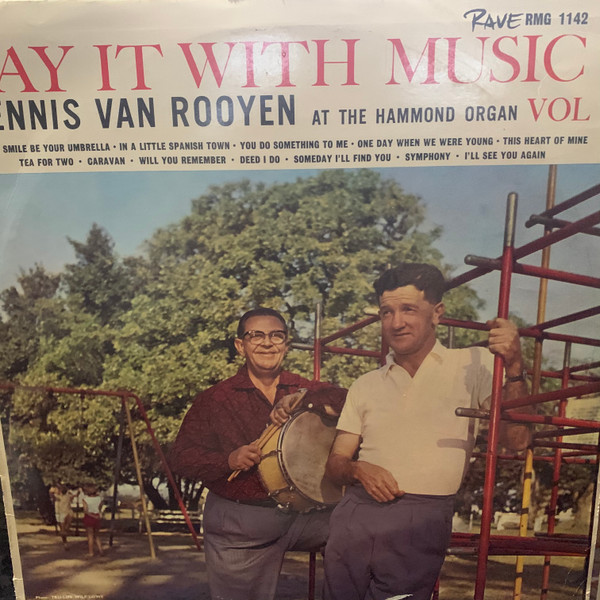 RAVE RMG 1142
AY IT WITH MUSIC
ENNIS VAN ROOYEN AT THE HAMMOND ORGAN VOL
SMILE BE YOUR UMBRELLA • IN A LITTLE SPANISH TOWN • YOU DO SOMETHING TO ME • ONE DAY WHEN WE WERE YOUNG • THIS HEART OF MINE
TEA FOR TWO • CARAVAN • WILL YOU REMEMBER • DEED I DO • SOMEDAY I'LL FIND YOU • SYMPHONY • I'LL SEE YOU AGAIN